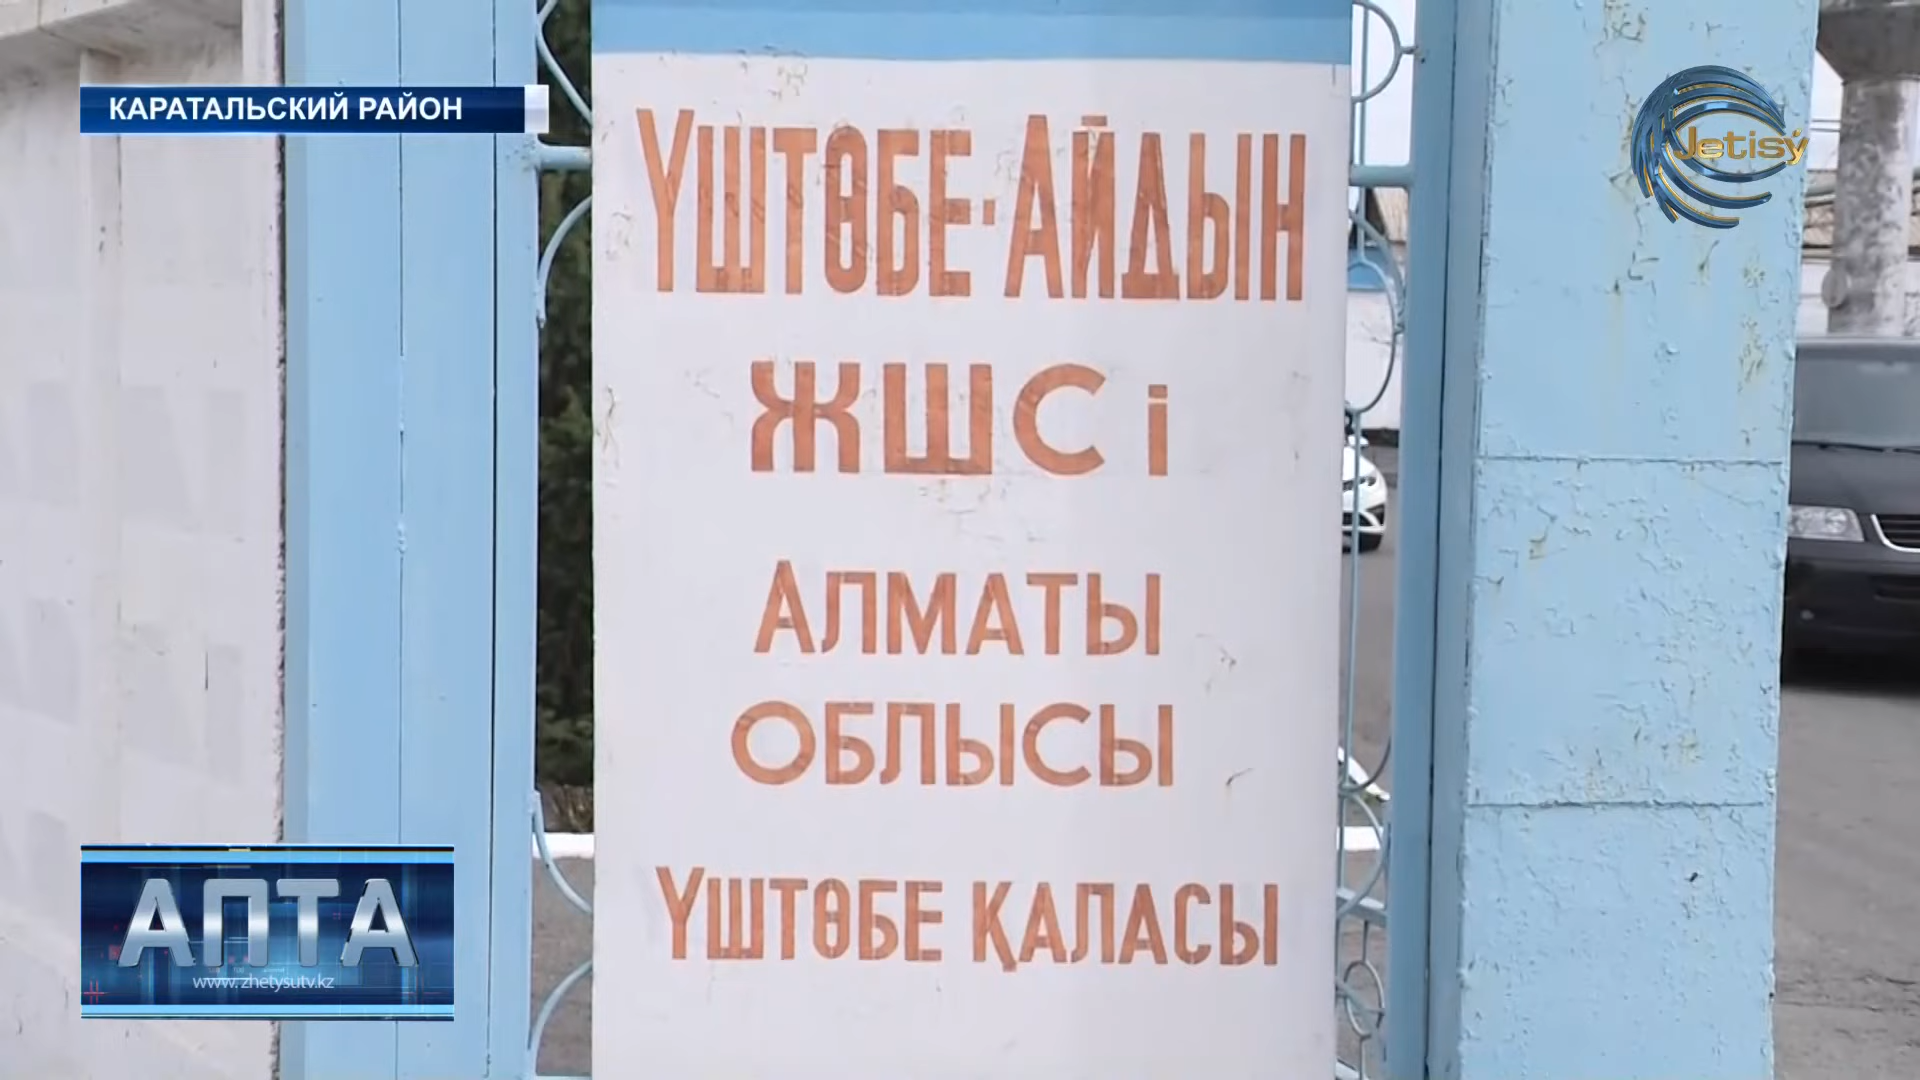 КАРАТАЛЬСКИЙ РАЙОН
Jetisý
ҮШТӨБЕ-АЙДЫН
ЖШС і
АЛМАТЫ
ОБЛЫСЫ
ҮШТӨБЕ ҚАЛАСЫ
АПТА
www.zhetysutv.kz